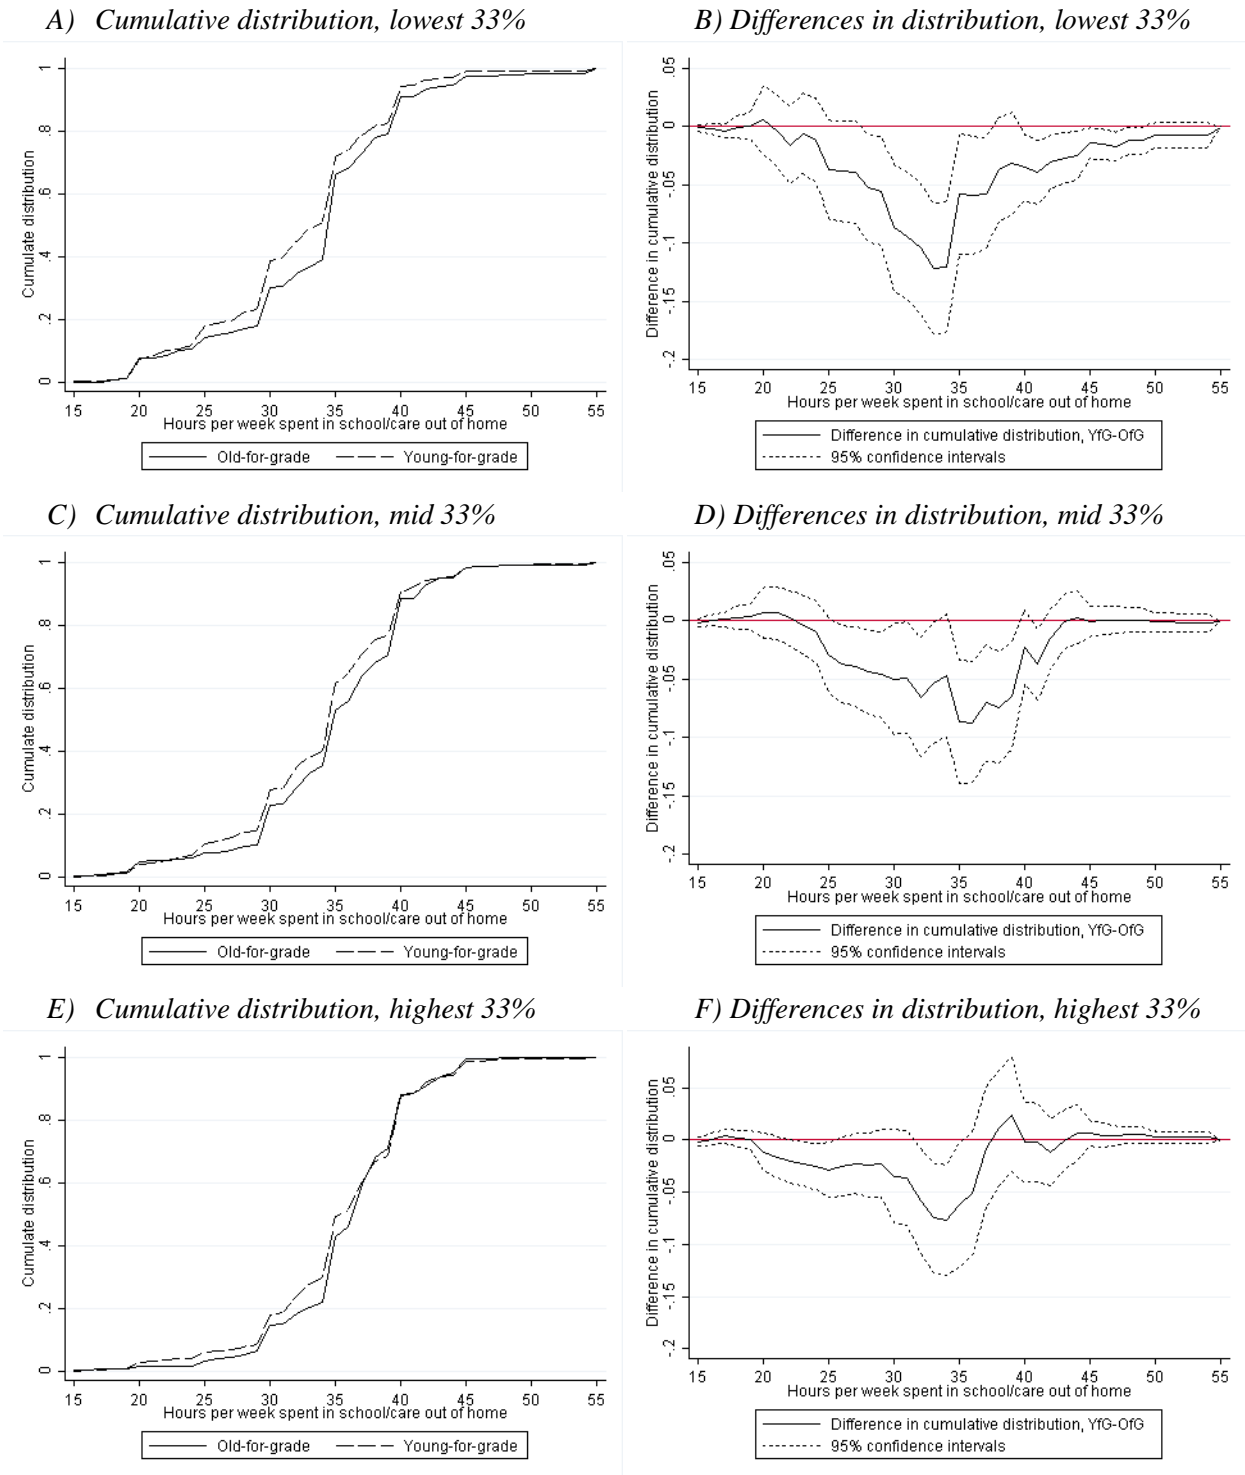 A) Cumulative distribution, lowest 33%
B) Differences in distribution, lowest 33%
Cumulate distribution
0 .2 .4 .6 .8 1
15 20 25 30 35 40 45 50 55
Hours per week spent in school/care out of home
Old-for-grade Young-for-grade
Difference in cumulative distribution
-.2 -.15 -.1 -.05 0 .05
15 20 25 30 35 40 45 50 55
Hours per week spent in school/care out of home
Difference in cumulative distribution, YfG-OfG
95% confidence intervals
C) Cumulative distribution, mid 33%
D) Differences in distribution, mid 33%
Cumulate distribution
0 .2 .4 .6 .8 1
15 20 25 30 35 40 45 50 55
Hours per week spent in school/care out of home
Old-for-grade Young-for-grade
Difference in cumulative distribution
-.2 -.15 -.1 -.05 0 .05
15 20 25 30 35 40 45 50 55
Hours per week spent in school/care out of home
Difference in cumulative distribution, YfG-OfG
95% confidence intervals
E) Cumulative distribution, highest 33%
F) Differences in distribution, highest 33%
Cumulate distribution
0 .2 .4 .6 .8 1
15 20 25 30 35 40 45 50 55
Hours per week spent in school/care out of home
Old-for-grade Young-for-grade
Difference in cumulative distribution
-.2 -.15 -.1 -.05 0 .05
15 20 25 30 35 40 45 50 55
Hours per week spent in school/care out of home
Difference in cumulative distribution, YfG-OfG
95% confidence intervals